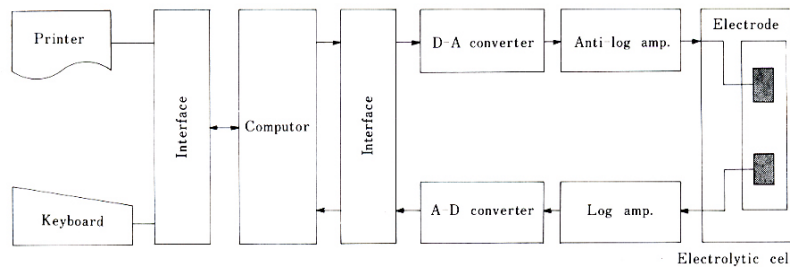 Printer
Keyboard
Interface
Computor
Interface
D-A converter
Anti-log amp.
A D converter
Log amp.
Electrode
Electrolytic cel